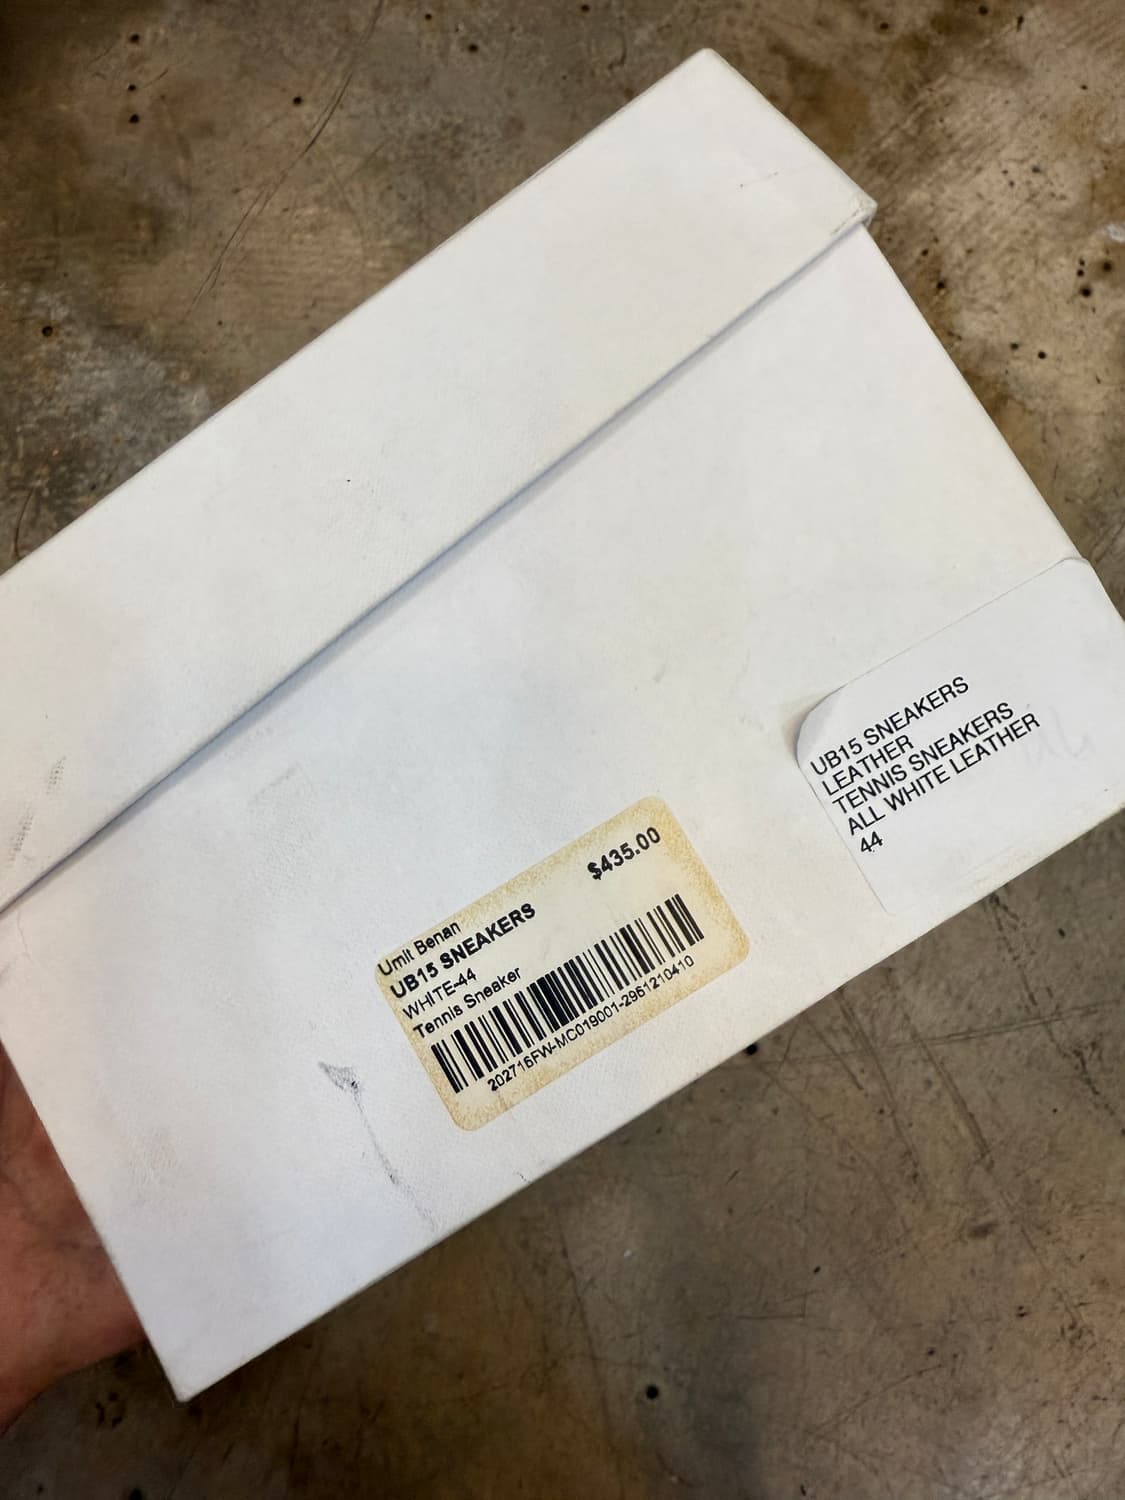 UB15 SNEAKERS
LEATHER
TENNIS SNEAKERS
ALL WHITE LEATHER
44
$435.00
Umit Benan
UB15 SNEAKERS
WHITE-44
Tennis Sneaker
202716FW-MC019001-2961210410